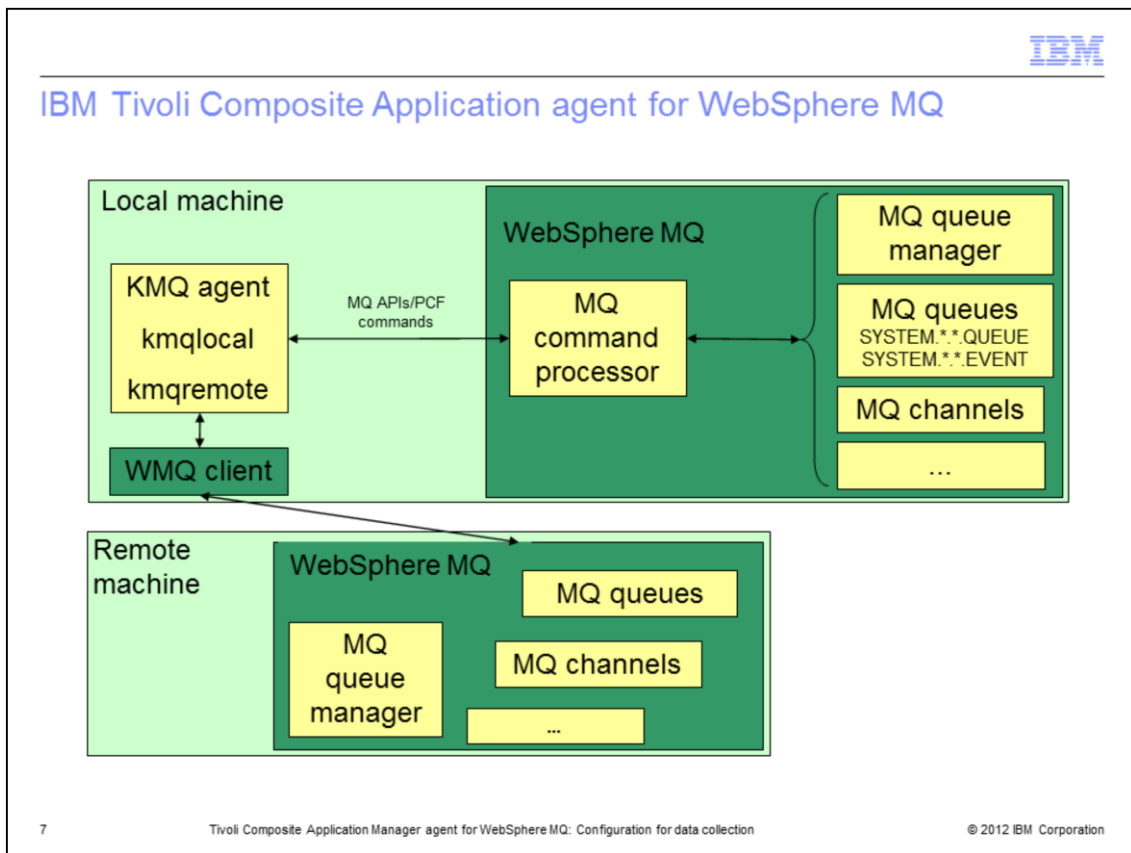 IBM
IBM Tivoli Composite Application agent for WebSphere MQ
Local machine
KMQ agent
kmqlocal
kmqremote
WMQ client
MQ APIs/PCF
commands
WebSphere MQ
MQ
command
processor
MQ queue
manager
MQ queues
SYSTEM.*.*.QUEUE
SYSTEM.*.*.EVENT
MQ channels
...
Remote
machine
WebSphere MQ
MQ queues
MQ
queue
manager
MQ channels
...
7
Tivoli Composite Application Manager agent for WebSphere MQ: Configuration for data collection
© 2012 IBM Corporation